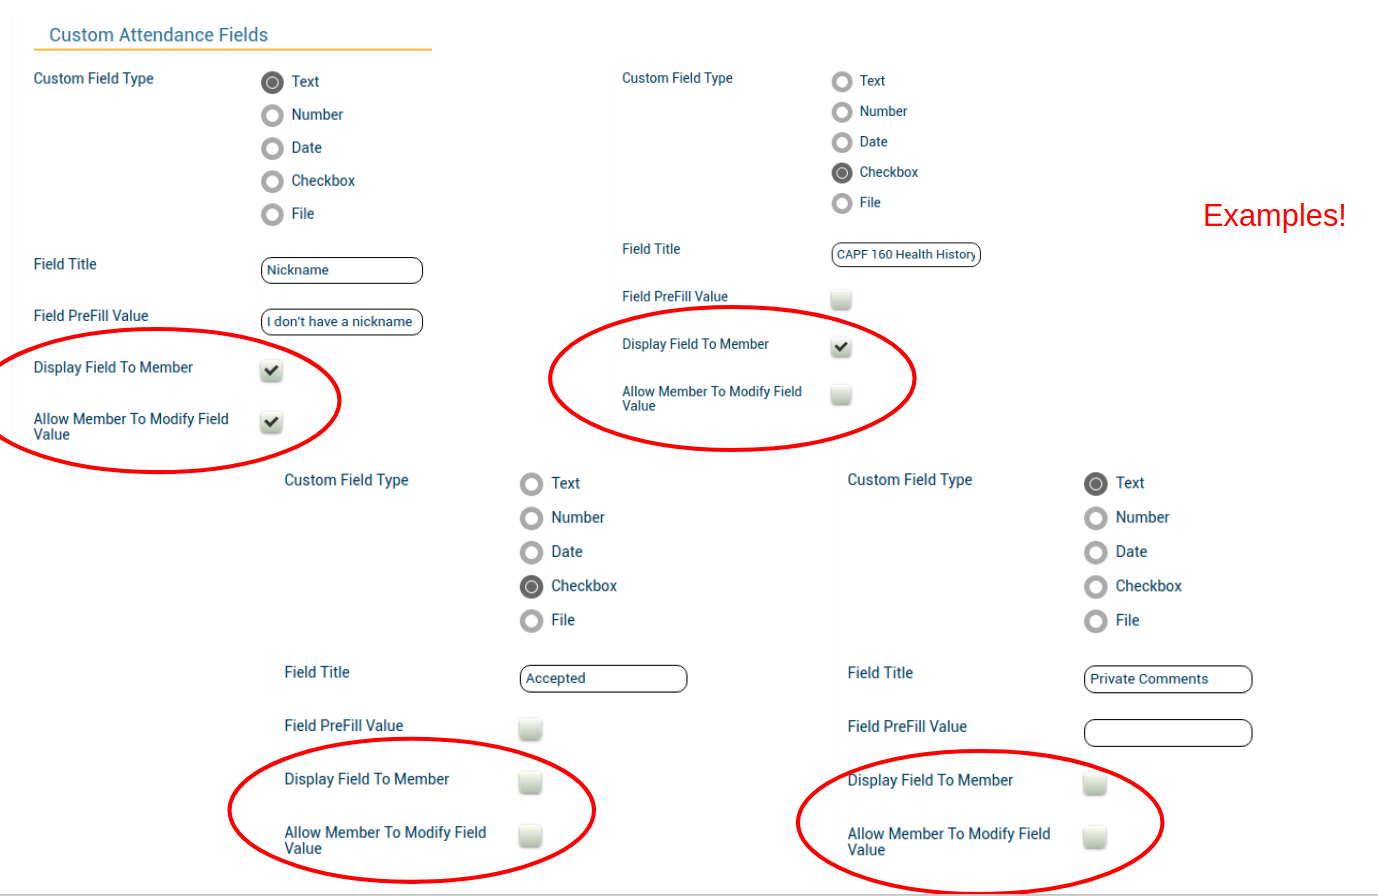 Custom Attendance Fields
Custom Field Type
Text
Number
Date
Checkbox
File
Field Title
Nickname
Field PreFill Value
I don't have a nickname
Display Field To Member
Allow Member To Modify Field
Value
Custom Field Type
Text
Number
Date
Checkbox
File
Field Title
CAPF 160 Health History
Field PreFill Value
Display Field To Member
Allow Member To Modify Field
Value
Examples!
Custom Field Type
Text
Number
Date
Checkbox
File
Field Title
Accepted
Field PreFill Value
Display Field To Member
Allow Member To Modify Field
Value
Custom Field Type
Text
Number
Date
Checkbox
File
Field Title
Private Comments
Field PreFill Value
Display Field To Member
Allow Member To Modify Field
Value